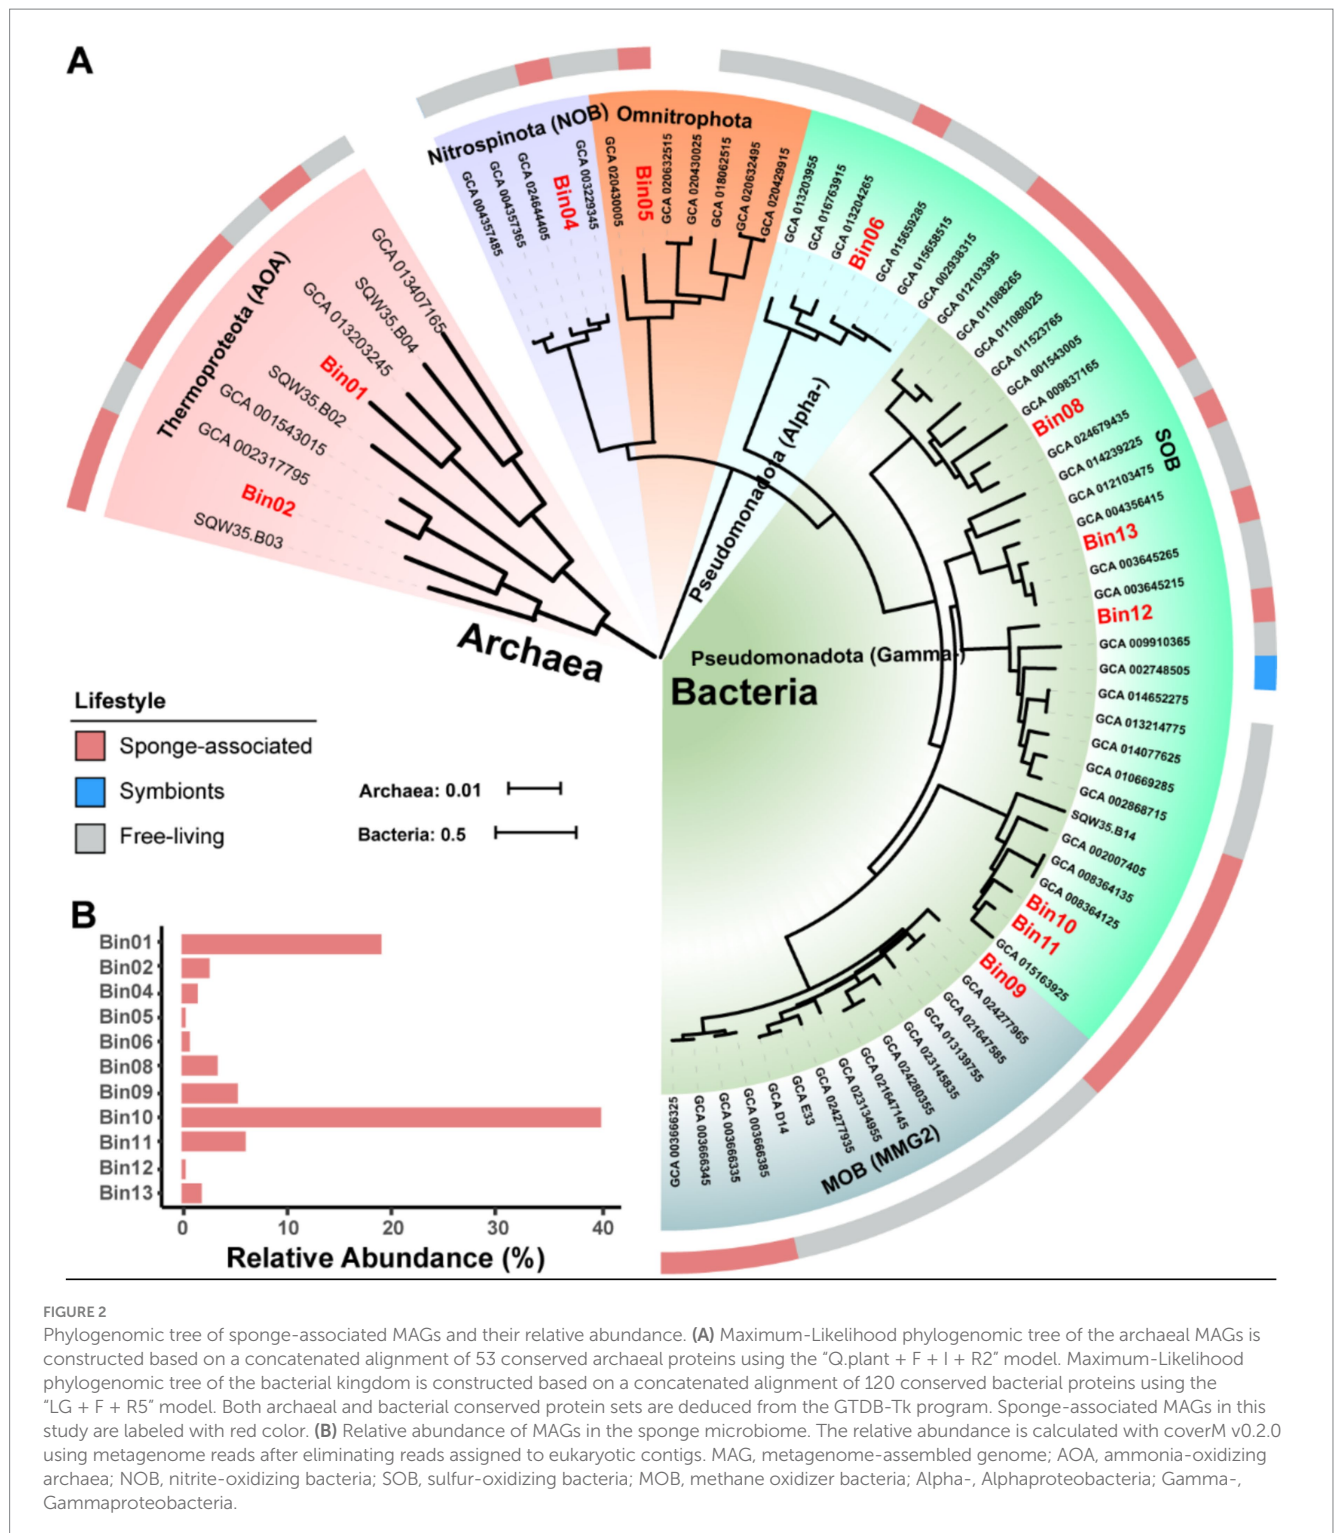 A
Nitrospinota (NOB)
Omnitrophota
Thermoproteota (AOA)
GCA 013407165
SQW35.B04
GCA 013203245
Bin01
SQW35.B02
GCA 001543015
GCA 002317795
Bin02
SQW35.B03
GCA 004357485
GCA 004357365
GCA 024644405
Bin04
GCA 003229345
GCA 020430005
Bin05
GCA 020632515
GCA 020430025
GCA 018062515
GCA 020632495
GCA 020429915
GCA 013203955
GCA 016763915
GCA 013204265
Bin06
GCA 015659285
GCA 015658515
GCA 002938315
GCA 012103395
GCA 011088265
GCA 011088025
GCA 011523765
GCA 001543005
GCA 009837165
Bin08
GCA 024679435
GCA 014239225
GCA 012103475
GCA 004356415
Bin13
GCA 003645265
GCA 003645215
Bin12
GCA 009910365
GCA 002748505
GCA 014652275
GCA 013214775
GCA 014077625
GCA 010669285
GCA 002868715
SQW35.B14
GCA 002007405
GCA 008364135
GCA 008364125
Bin10
Bin11
GCA 015163925
Bin09
GCA 024277965
GCA 021647585
GCA 013139755
GCA 023145835
GCA 024280355
GCA 021647145
GCA 023134955
GCA 024277935
GCA E33
GCA D14
GCA 003666385
GCA 003666335
GCA 003666345
GCA 003666325
SOB
MOB (MMG2)
Pseudomonadota (Alpha-)
Pseudomonadota (Gamma-)
Archaea
Bacteria
Lifestyle
Sponge-associated
Symbionts
Free-living
Archaea: 0.01
Bacteria: 0.5
B
Bin01
Bin02
Bin04
Bin05
Bin06
Bin08
Bin09
Bin10
Bin11
Bin12
Bin13
0 10 20 30 40
Relative Abundance (%)
FIGURE 2
Phylogenomic tree of sponge-associated MAGs and their relative abundance. (A) Maximum-Likelihood phylogenomic tree of the archaeal MAGs is
constructed based on a concatenated alignment of 53 conserved archaeal proteins using the “Q.plant + F + I + R2” model. Maximum-Likelihood
phylogenomic tree of the bacterial kingdom is constructed based on a concatenated alignment of 120 conserved bacterial proteins using the
“LG + F + R5” model. Both archaeal and bacterial conserved protein sets are deduced from the GTDB-Tk program. Sponge-associated MAGs in this
study are labeled with red color. (B) Relative abundance of MAGs in the sponge microbiome. The relative abundance is calculated with coverM v0.2.0
using metagenome reads after eliminating reads assigned to eukaryotic contigs. MAG, metagenome-assembled genome; AOA, ammonia-oxidizing
archaea; NOB, nitrite-oxidizing bacteria; SOB, sulfur-oxidizing bacteria; MOB, methane oxidizer bacteria; Alpha-, Alphaproteobacteria; Gamma-,
Gammaproteobacteria.